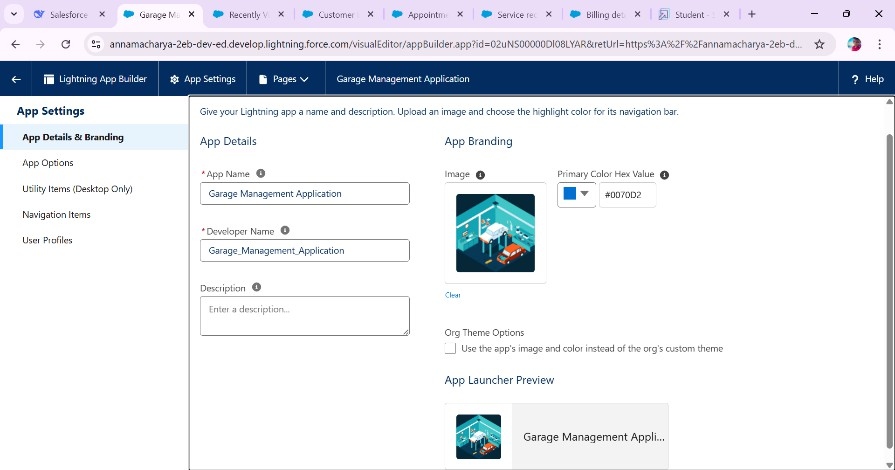 Salesforce
Garage Ma
Recently V
Customer
Appointme
Service rec
Billing deta
Student -
annamacharya-2eb-dev-ed.develop.lightning.force.com/visualEditor/appBuilder.app?id=02uNS00000Dl08LYAR&retUrl=https%3A%2F%2Fannamacharya-2eb-d...
Lightning App Builder
App Settings
Pages
Garage Management Application
? Help
App Settings
App Details & Branding
App Options
Utility Items (Desktop Only)
Navigation Items
User Profiles
Give your Lightning app a name and description. Upload an image and choose the highlight color for its navigation bar.
App Details
*App Name
Garage Management Application
*Developer Name
Garage_Management_Application
Description
Enter a description...
App Branding
Image
Primary Color Hex Value
#0070D2
Clear
Org Theme Options
Use the app's image and color instead of the org's custom theme
App Launcher Preview
Garage Management Appli...